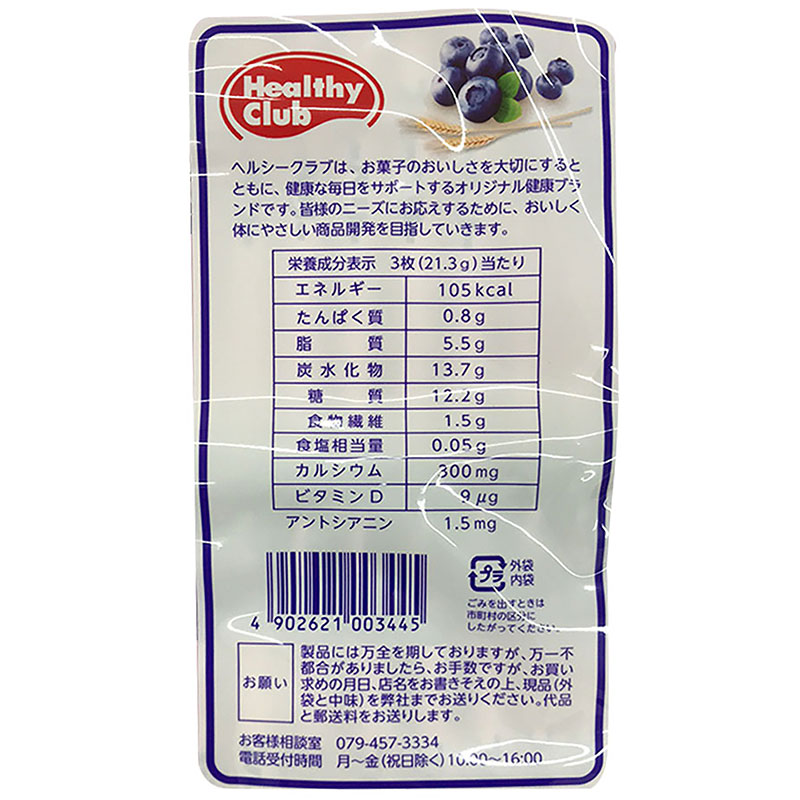 Healthy
Club
ヘルシークラブは、お菓子のおいしさを大切にすると
ともに、健康な毎日をサポートするオリジナル健康ブラ
ンドです。皆様のニーズにお応えするために、おいしく
体にやさしい商品開発を目指していきます。
栄養成分表示 3枚(21.3g)当たり
エネルギー 105kcal
たんぱく質 0.8g
脂質 5.5g
炭水化物 13.7g
糖質 12.2g
食物繊維 1.5g
食塩相当量 0.05g
カルシウム 300mg
ビタミンD 9μg
アントシアニン 1.5mg
4 902621 003445
プラ
外袋
内袋
ごみを出すときは
市町村の区分に
したがってください。
お願い
製品には万全を期しておりますが、万一不
都合がありましたら、お手数ですが、お買い
求めの月日、店名をお書きそえの上、現品(外
袋と中味)を弊社までお送りください。代品
と郵送料をお送りします。
お客様相談室 079-457-3334
電話受付時間 月〜金(祝日除く)10:00〜16:00